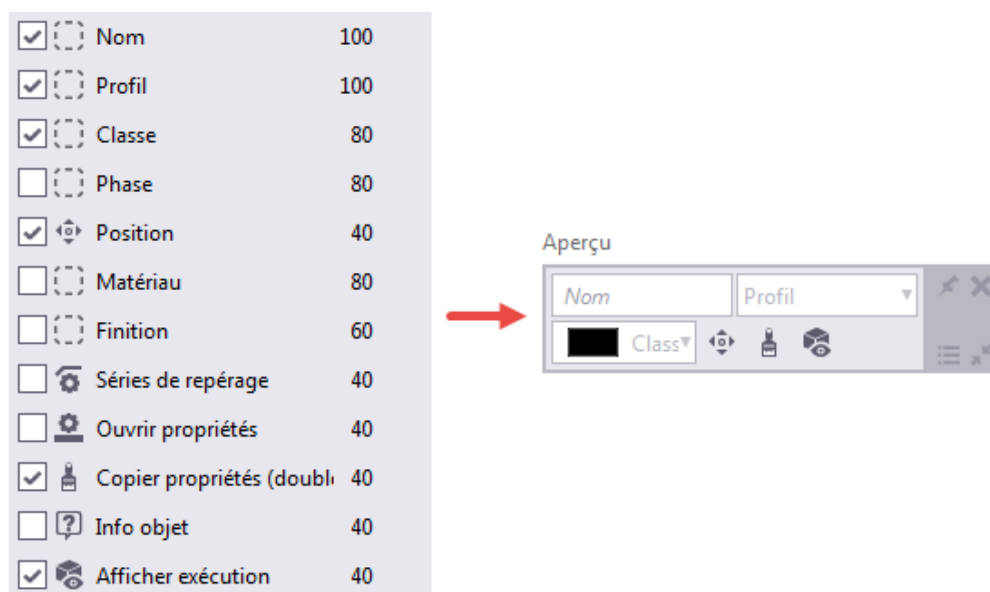 Nom 100
Profil 100
Classe 80
Phase 80
Position 40
Matériau 80
Finition 60
Séries de repérage 40
Ouvrir propriétés 40
Copier propriétés (double 40
Info objet 40
Afficher exécution 40
Aperçu
Nom Profil
Class